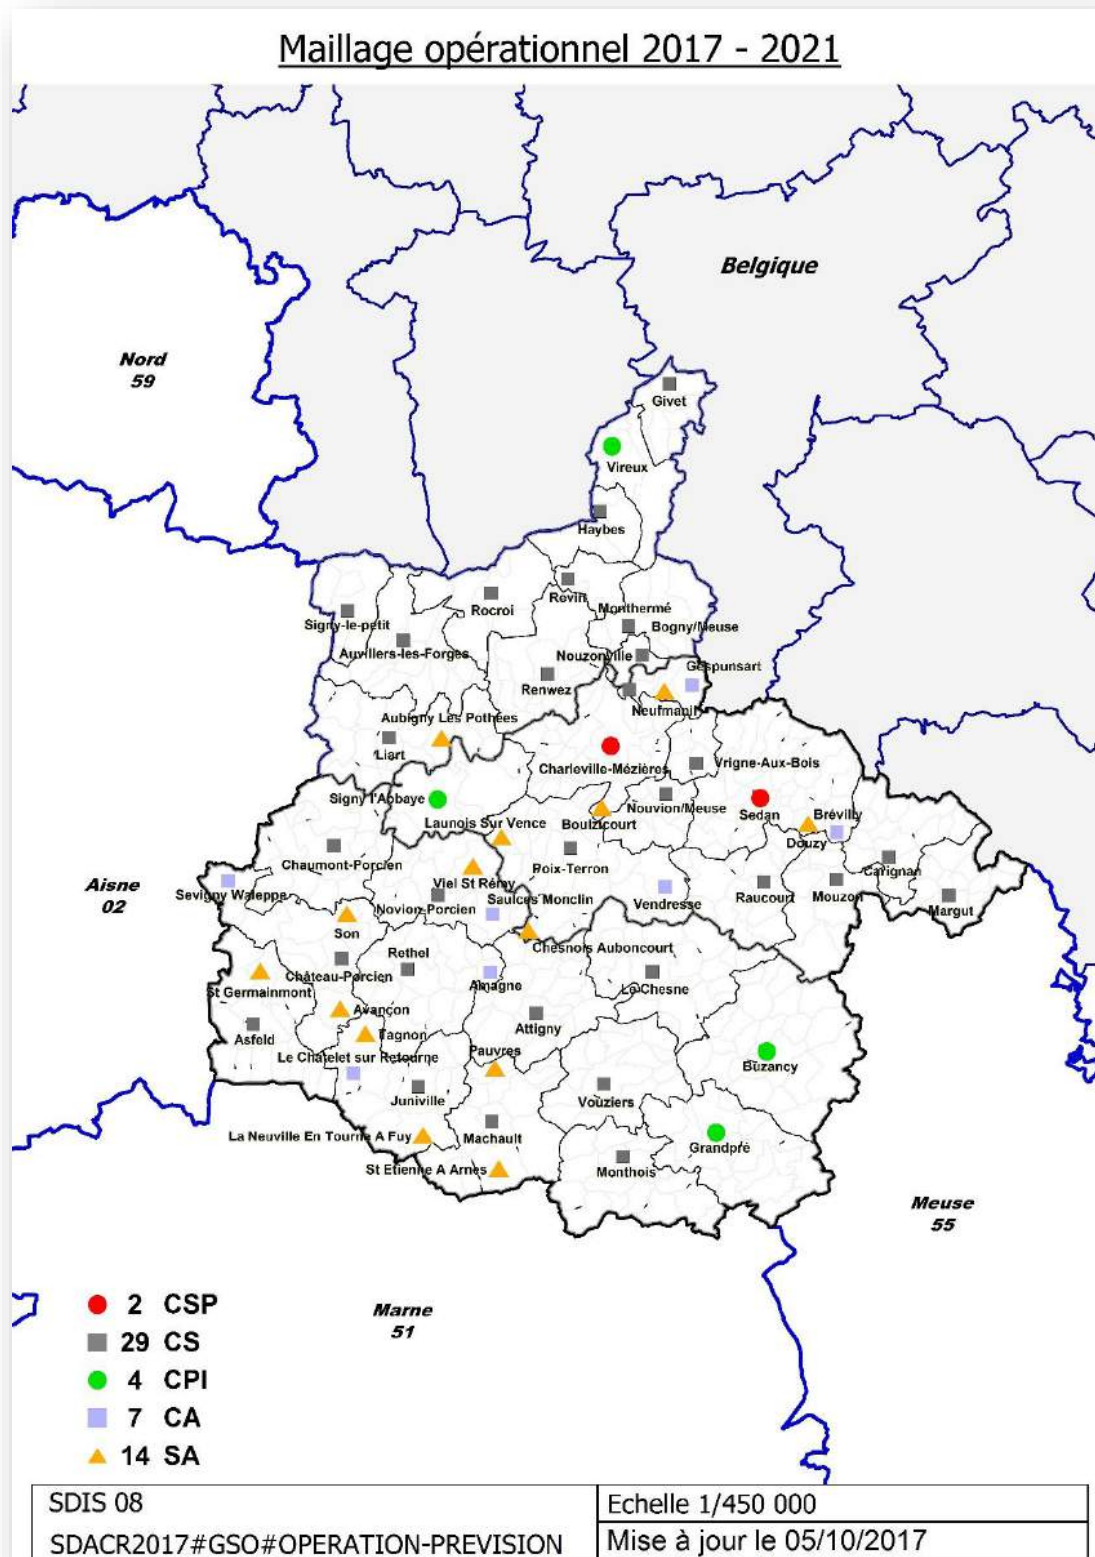 Maillage opérationnel 2017 - 2021
Belgique
Nord
59
Givet
Vireux
Haybes
Revin
Rocroi
Monthermé
Signy-le-petit
Bogny/Meuse
Auvillers-les-Forges
Nouzonville
Gespunsart
Renwez
Neufmanil
Aubigny Les Pothées
Liart
Charleville-Mézières
Vrigne-Aux-Bois
Signy l'Abbaye
Nouvion/Meuse
Sedan
Brévilly
Launois Sur Vence
Boulzicourt
Douzy
Chaumont-Porcien
Poix-Terron
Carignan
Viel St Rémy
Aisne
02
Sevigny Waleppe
Saulces Monclin
Vendresse
Raucourt
Mouzon
Margut
Novion-Porcien
Son
Chesnois Auboncourt
Rethel
Château-Porcien
Amagne
Le Chesne
St Germainmont
Avançon
Attigny
Asfeld
Tagnon
Le Chatelet sur Retourne
Pauvres
Buzancy
Juniville
Vouziers
La Neuville En Tourne A Fuy
Machault
Grandpré
St Etienne A Arnes
Monthois
Meuse
55
Marne
51
2 CSP
29 CS
4 CPI
7 CA
14 SA
SDIS 08
Echelle 1/450 000
SDACR2017#GSO#OPERATION-PREVISION
Mise à jour le 05/10/2017